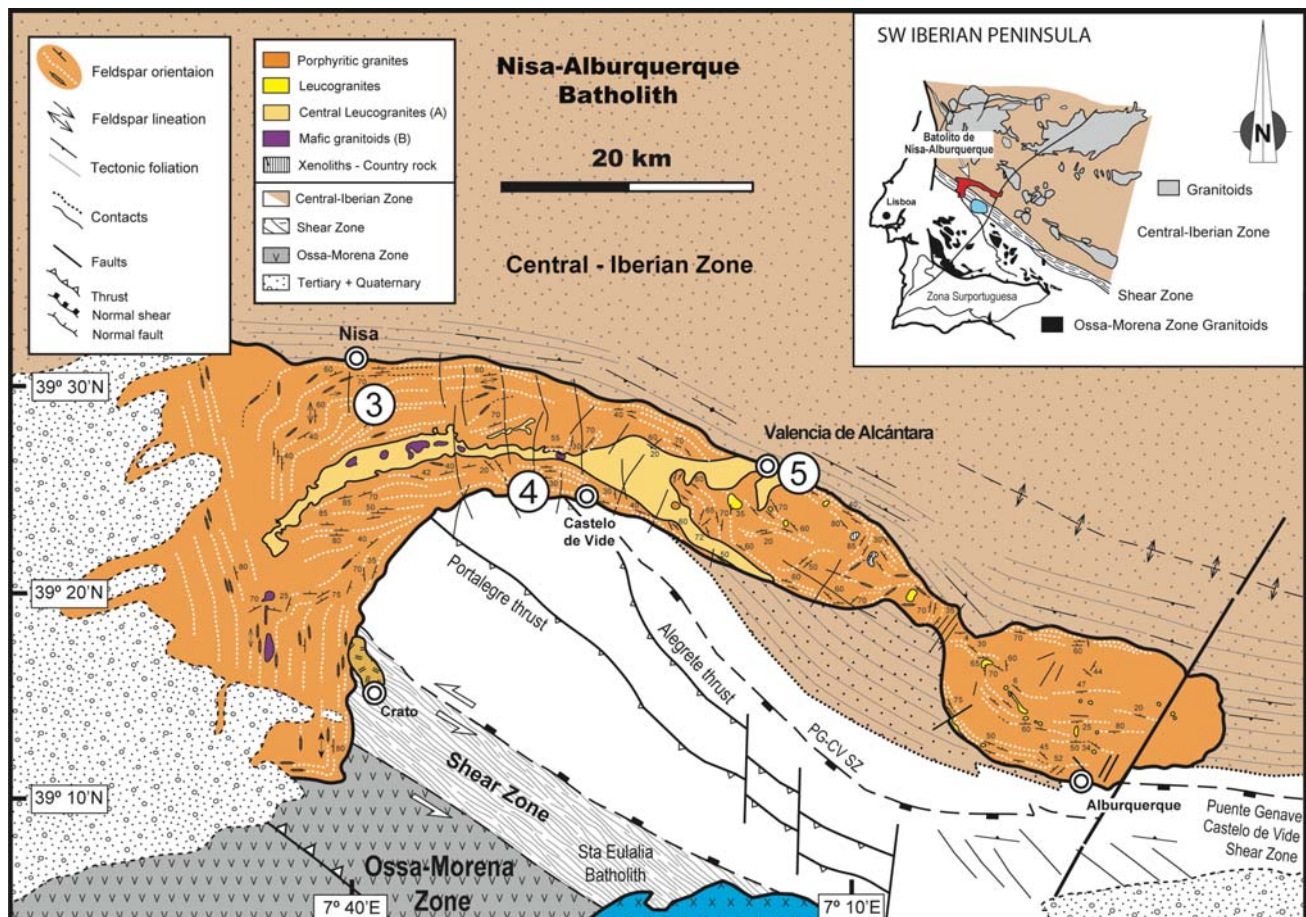 Feldspar orientaion
Feldspar lineation
Tectonic foliation
Contacts
Faults
Thrust
Normal shear
Normal fault
Porphyritic granites
Leucogranites
Central Leucogranites (A)
Mafic granitoids (B)
Xenoliths - Country rock
Central-Iberian Zone
Shear Zone
Ossa-Morena Zone
Tertiary + Quaternary
Nisa-Alburquerque
Batholith
20 km
Central - Iberian Zone
SW IBERIAN PENINSULA
N
Batolito de
Nisa-Alburquerque
Lisboa
Granitoids
Central-Iberian Zone
Shear Zone
Zona Surportuguesa
Ossa-Morena Zone Granitoids
Nisa
39º 30'N
3
Valencia de Alcántara
5
4
Castelo
de Vide
39º 20'N
Portalegre thrust
Alegrete thrust
PG-CV SZ
Crato
Shear Zone
39º 10'N
Alburquerque
Puente Genave
Castelo de Vide
Shear Zone
Sta Eulalia
Batholith
Ossa-Morena
Zone
7º 40'E
7º 10'E